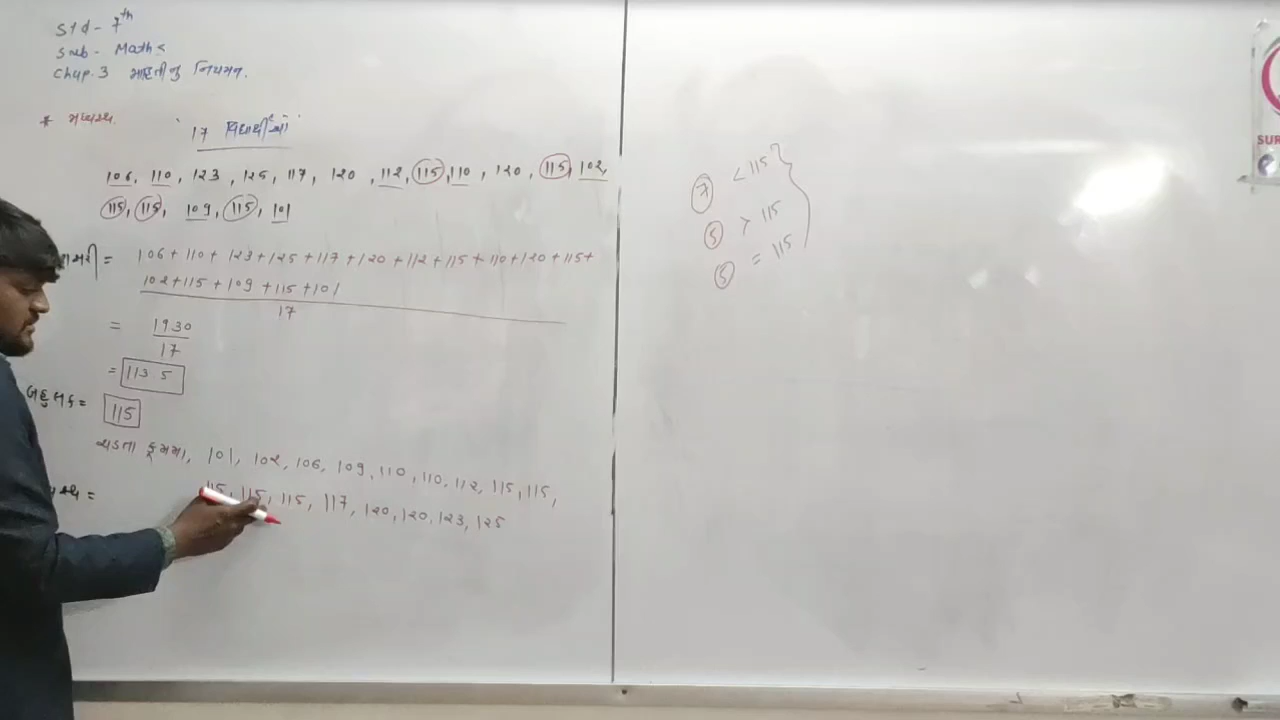 Std - 7th
Sub - Maths
Chap. 3 માહિતીનું નિયમન.
* મધ્યસ્થ.
17 વિદ્યાર્થીઓ
106, 110, 123, 125, 117, 120, 112, 115, 110, 120, 115, 102,
115, 115, 109, 115, 101
= 106 + 110 + 123 + 125 + 117 + 120 + 112 + 115 + 110 + 120 + 115 +
102 + 115 + 109 + 115 + 101
17
= 1930
17
= 113.5
બહુલક = 115
ચડતા ક્રમમાં, 101, 102, 106, 109, 110, 110, 112, 115, 115,
115, 115, 115, 117, 120, 120, 123, 125
=
7 < 115
5 > 115
5 = 115
SUR